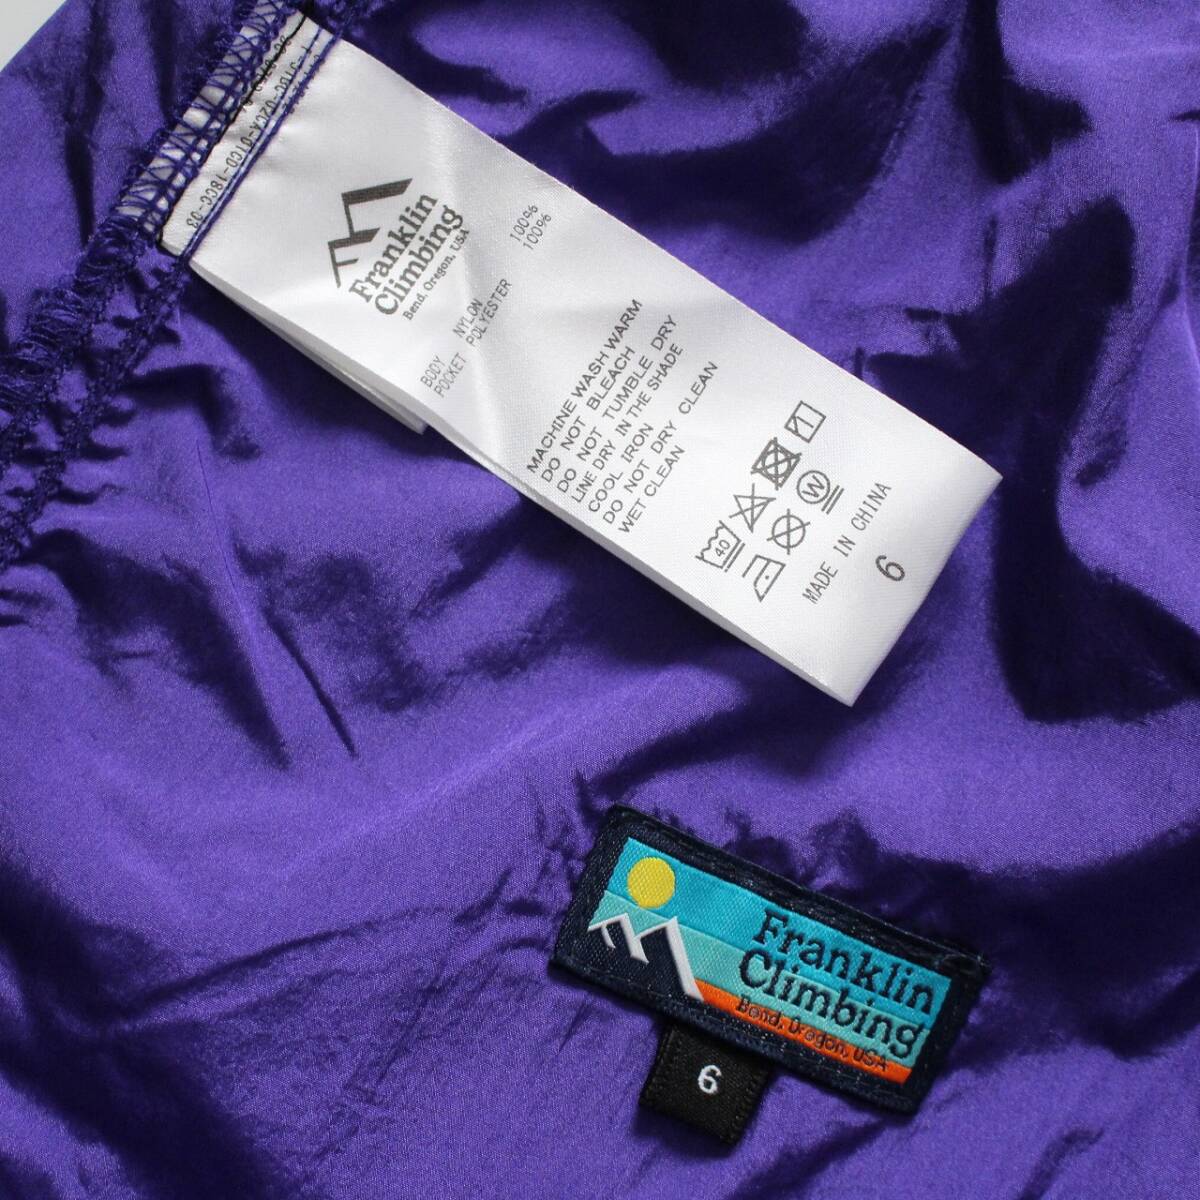 Franklin
Climbing
Bend, Oregon, USA
BODY NYLON 100%
POCKET POLYESTER 100%
MACHINE WASH WARM
DO NOT BLEACH
DO NOT TUMBLE DRY
LINE DRY IN THE SHADE
COOL IRON
DO NOT DRY CLEAN
WET CLEAN
40
W
MADE IN CHINA
6
Franklin
Climbing
Bend, Oregon, USA
6